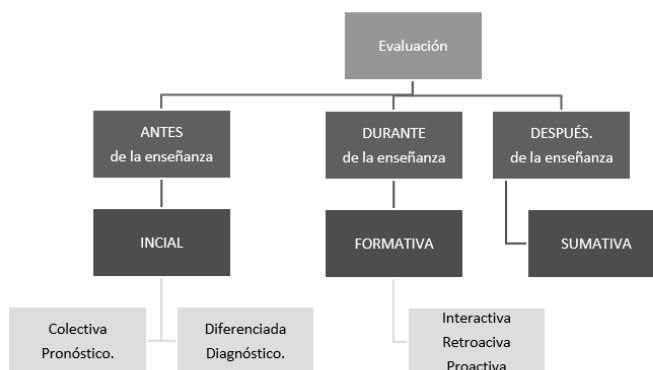 Evaluación
ANTES
de la enseñanza
DURANTE
de la enseñanza
DESPUÉS.
de la enseñanza
INCIAL
FORMATIVA
SUMATIVA
Colectiva
Pronóstico.
Diferenciada
Diagnóstico.
Interactiva
Retroaciva
Proactiva